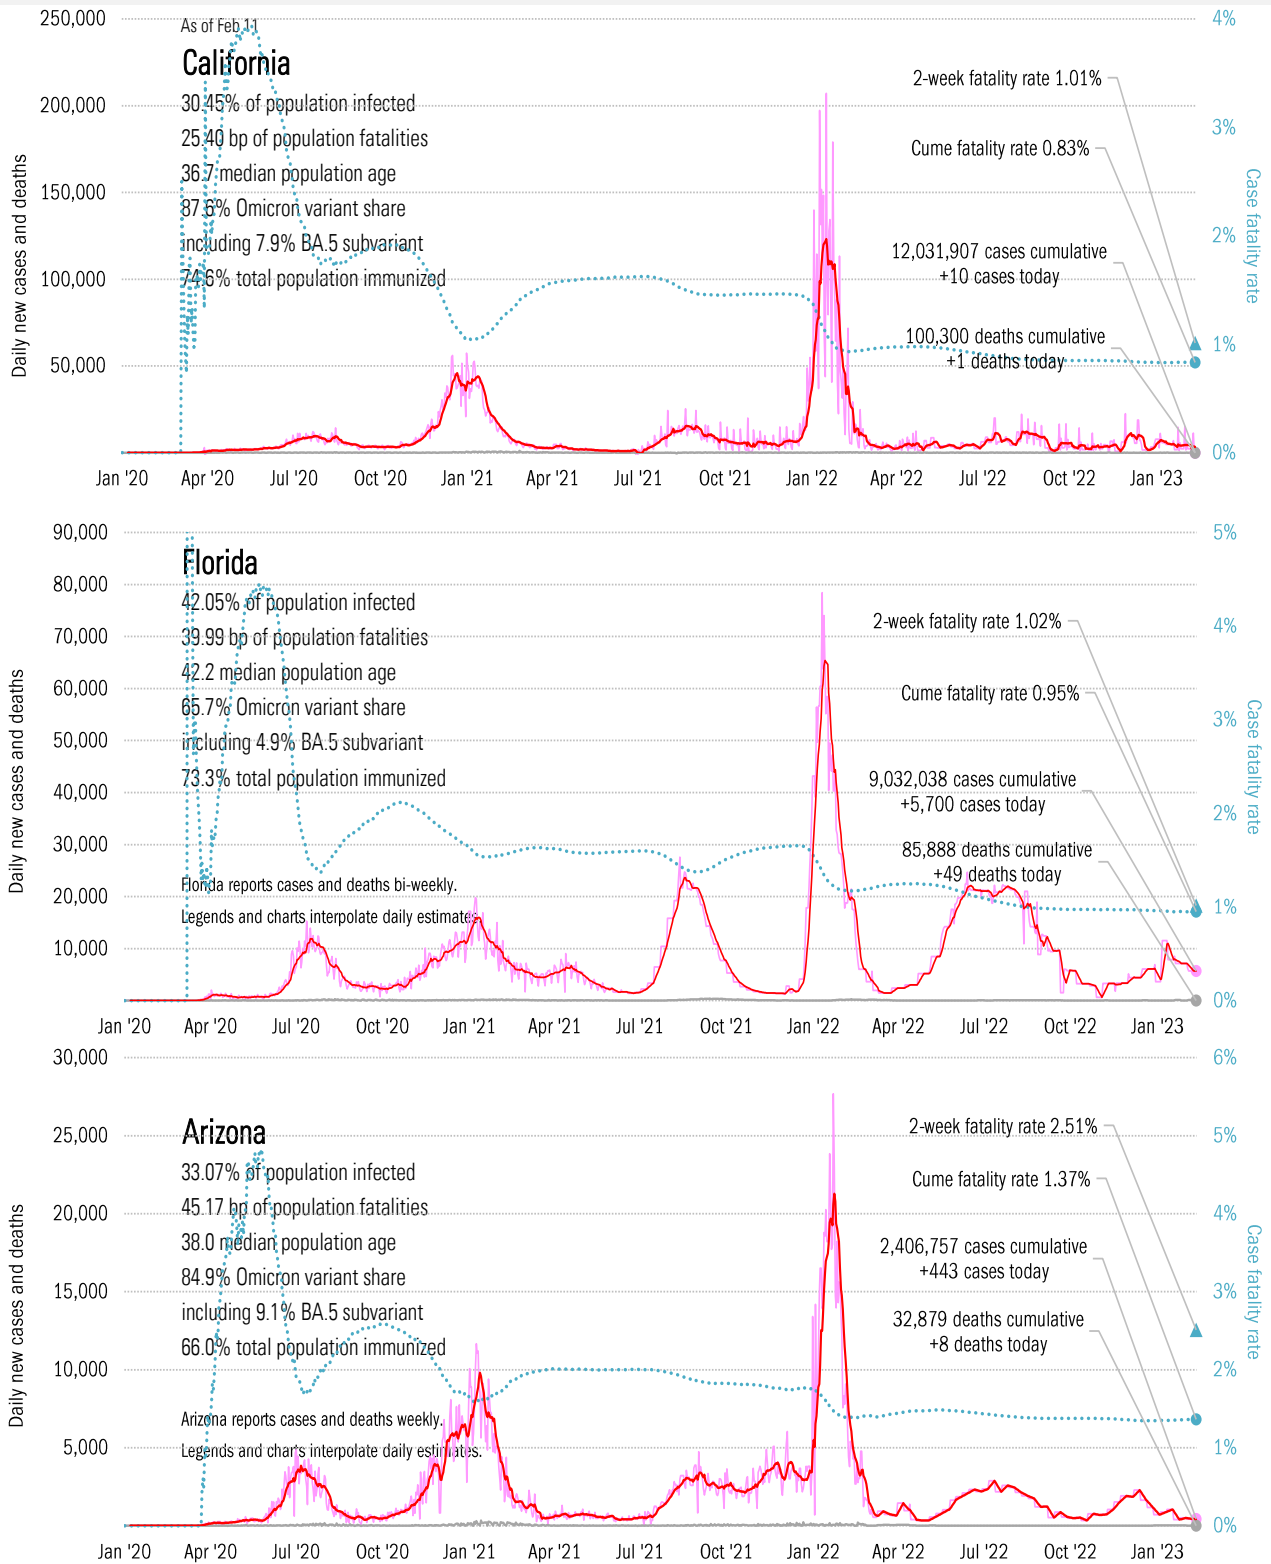 250,000
200,000
150,000
100,000
50,000
Daily new cases and deaths
As of Feb 11
California
30.45% of population infected
25.40 bp of population fatalities
36.7 median population age
87.6% Omicron variant share
including 7.9% BA.5 subvariant
74.6% total population immunized
2-week fatality rate 1.01%
Cume fatality rate 0.83%
12,031,907 cases cumulative
+10 cases today
100,300 deaths cumulative
+1 deaths today
4%
3%
2%
1%
0%
Case fatality rate
Jan '20 Apr '20 Jul '20 Oct '20 Jan '21 Apr '21 Jul '21 Oct '21 Jan '22 Apr '22 Jul '22 Oct '22 Jan '23
90,000
80,000
70,000
60,000
50,000
40,000
30,000
20,000
10,000
Daily new cases and deaths
Florida
42.05% of population infected
39.99 bp of population fatalities
42.2 median population age
65.7% Omicron variant share
including 4.9% BA.5 subvariant
73.3% total population immunized
Florida reports cases and deaths bi-weekly.
Legends and charts interpolate daily estimates.
2-week fatality rate 1.02%
Cume fatality rate 0.95%
9,032,038 cases cumulative
+5,700 cases today
85,888 deaths cumulative
+49 deaths today
5%
4%
3%
2%
1%
0%
Case fatality rate
Jan '20 Apr '20 Jul '20 Oct '20 Jan '21 Apr '21 Jul '21 Oct '21 Jan '22 Apr '22 Jul '22 Oct '22 Jan '23
30,000
25,000
20,000
15,000
10,000
5,000
Daily new cases and deaths
Arizona
33.07% of population infected
45.17 bp of population fatalities
38.0 median population age
84.9% Omicron variant share
including 9.1% BA.5 subvariant
66.0% total population immunized
Arizona reports cases and deaths weekly.
Legends and charts interpolate daily estimates.
2-week fatality rate 2.51%
Cume fatality rate 1.37%
2,406,757 cases cumulative
+443 cases today
32,879 deaths cumulative
+8 deaths today
6%
5%
4%
3%
2%
1%
0%
Case fatality rate
Jan '20 Apr '20 Jul '20 Oct '20 Jan '21 Apr '21 Jul '21 Oct '21 Jan '22 Apr '22 Jul '22 Oct '22 Jan '23